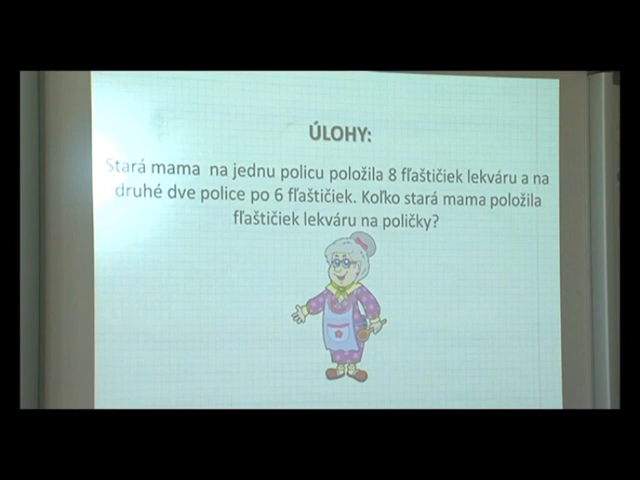 ÚLOHY:
Stará mama na jednu policu položila 8 fľaštičiek lekváru a na
druhé dve police po 6 fľaštičiek. Koľko stará mama položila
fľaštičiek lekváru na poličky?